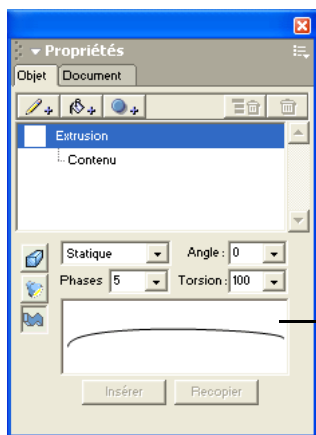 Propriétés
Objet Document
Extrusion
Contenu
Statique Angle : 0
Phases 5 Torsion : 100
Insérer Recopier